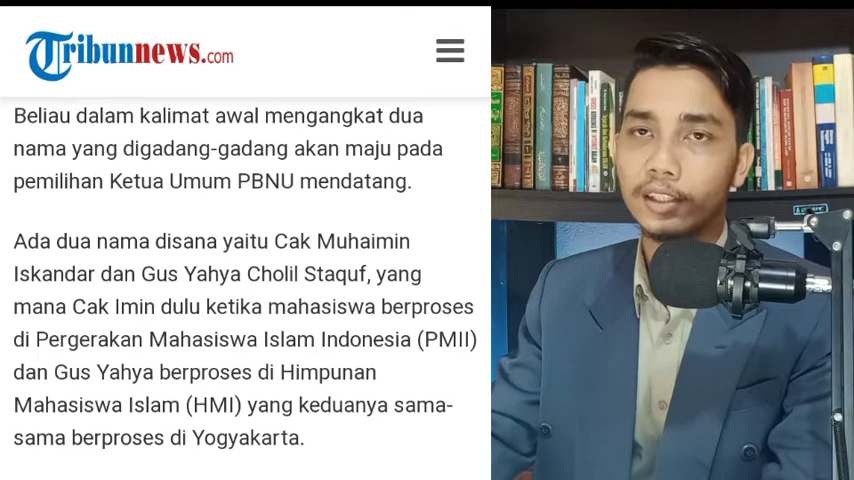 Tribunnews.com
Beliau dalam kalimat awal mengangkat dua
nama yang digadang-gadang akan maju pada
pemilihan Ketua Umum PBNU mendatang.
Ada dua nama disana yaitu Cak Muhaimin
Iskandar dan Gus Yahya Cholil Staquf, yang
mana Cak Imin dulu ketika mahasiswa berproses
di Pergerakan Mahasiswa Islam Indonesia (PMII)
dan Gus Yahya berproses di Himpunan
Mahasiswa Islam (HMI) yang keduanya sama-
sama berproses di Yogyakarta.